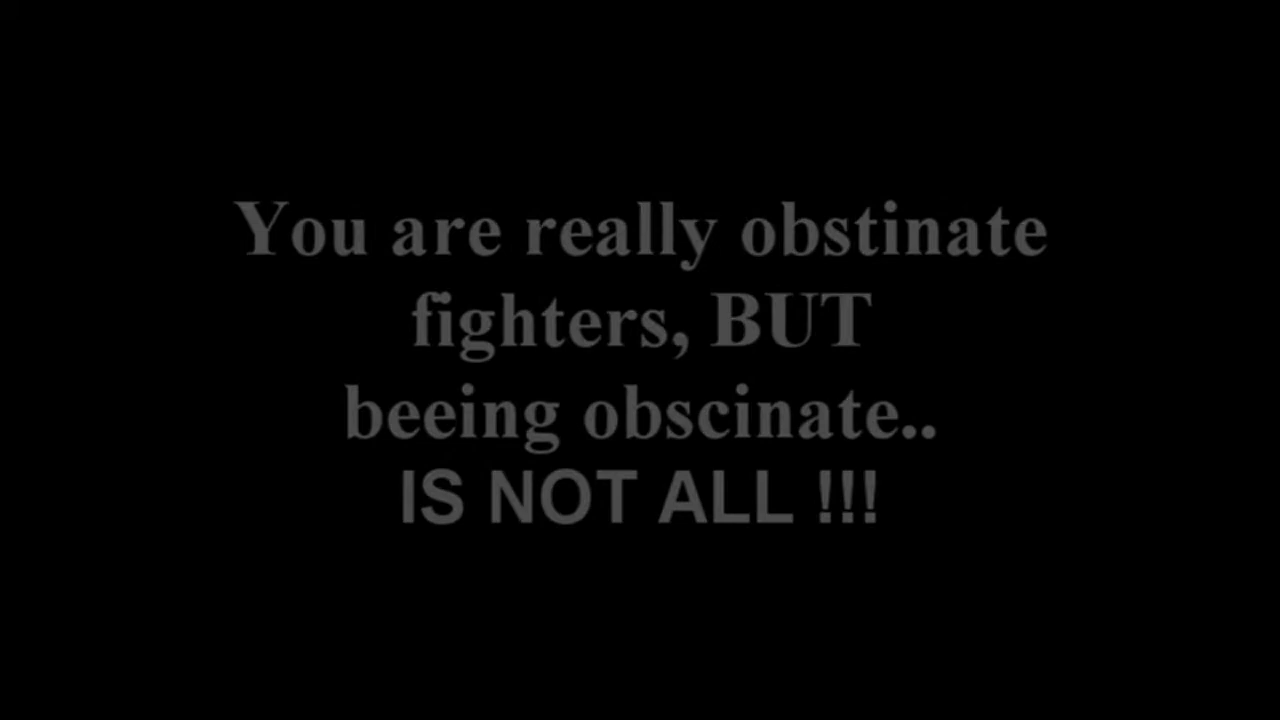 You are really obstinate
fighters, BUT
beeing obscinate..
IS NOT ALL !!!